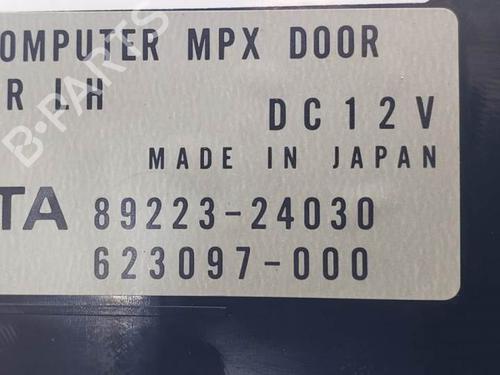 OMPUTER MPX DOOR
R LH
DC12V
MADE IN JAPAN
TA 89223-24030
623097-000
B-PARTS